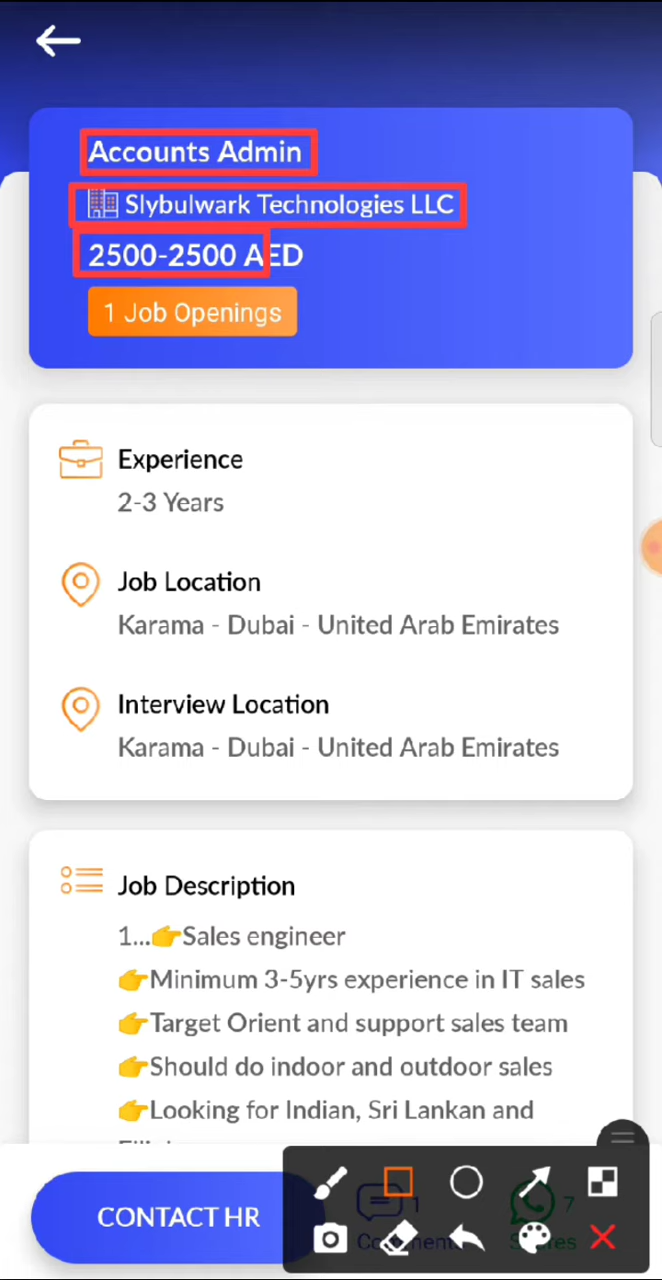 Accounts Admin
Slybulwark Technologies LLC
2500-2500 AED
1 Job Openings
Experience
2-3 Years
Job Location
Karama - Dubai - United Arab Emirates
Interview Location
Karama - Dubai - United Arab Emirates
Job Description
1...👉Sales engineer
👉Minimum 3-5yrs experience in IT sales
👉Target Orient and support sales team
👉Should do indoor and outdoor sales
👉Looking for Indian, Sri Lankan and
CONTACT HR
1
7